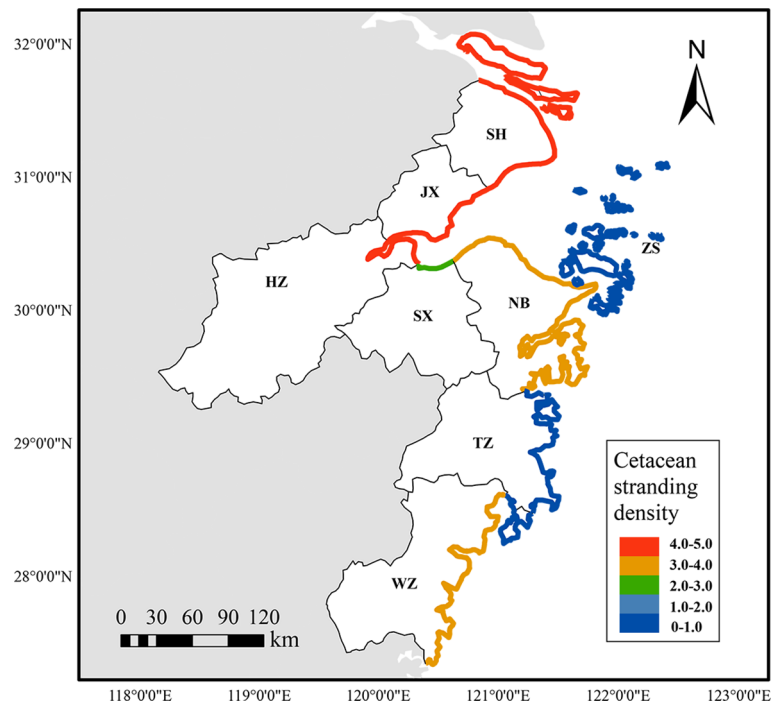 32°0'0"N
N
SH
31°0'0"N
JX
ZS
HZ
30°0'0"N
SX
NB
29°0'0"N
TZ
Cetacean
stranding
density
4.0-5.0
3.0-4.0
2.0-3.0
1.0-2.0
0-1.0
28°0'0"N
WZ
0 30 60 90 120
km
118°0'0"E 119°0'0"E 120°0'0"E 121°0'0"E 122°0'0"E 123°0'0"E